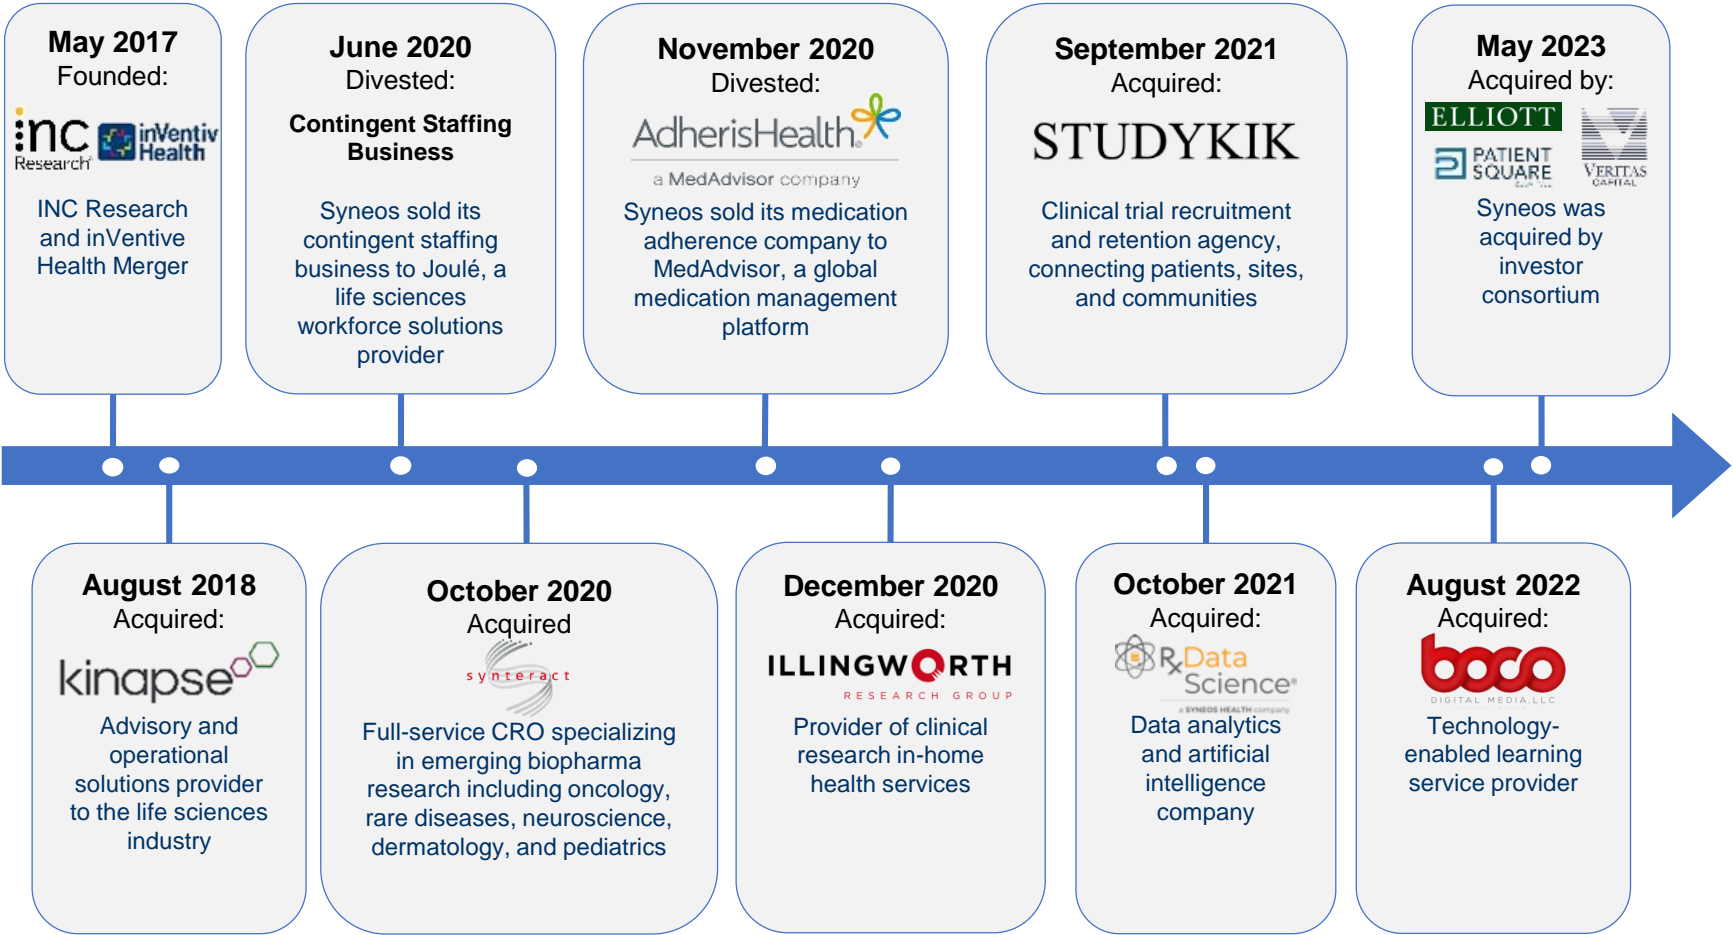 May 2017
Founded:
inc
Research
inVentiv
Health
INC Research
and inVentive
Health Merger
June 2020
Divested:
Contingent Staffing
Business
Syneos sold its
contingent staffing
business to Joulé, a
life sciences
workforce solutions
provider
November 2020
Divested:
AdherisHealth
a MedAdvisor company
Syneos sold its medication
adherence company to
MedAdvisor, a global
medication management
platform
September 2021
Acquired:
STUDYKIK
Clinical trial recruitment
and retention agency,
connecting patients, sites,
and communities
May 2023
Acquired by:
ELLIOTT
PATIENT
SQUARE
VERITAS
CAPITAL
Syneos was
acquired by
investor
consortium
August 2018
Acquired:
kinapse
Advisory and
operational
solutions provider
to the life sciences
industry
October 2020
Acquired
synteract
Full-service CRO specializing
in emerging biopharma
research including oncology,
rare diseases, neuroscience,
dermatology, and pediatrics
December 2020
Acquired:
ILLINGWORTH
RESEARCH GROUP
Provider of clinical
research in-home
health services
October 2021
Acquired:
RxData
Science®
a SYNEOS HEALTH company
Data analytics
and artificial
intelligence
company
August 2022
Acquired:
boco
DIGITAL MEDIA,LLC
Technology-
enabled learning
service provider